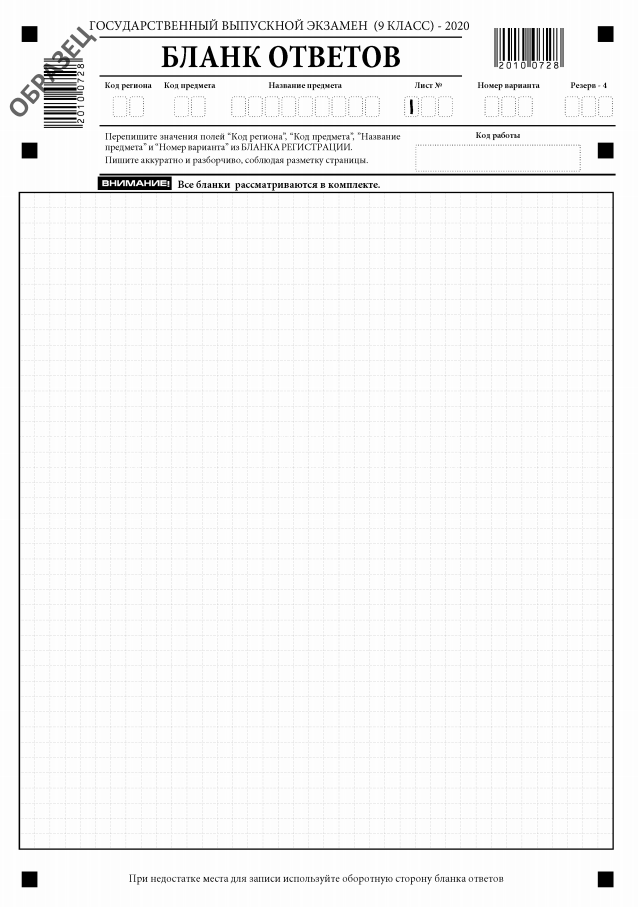 ГОСУДАРСТВЕННЫЙ ВЫПУСКНОЙ ЭКЗАМЕН (9 КЛАСС) - 2020
ОБРАЗЕЦ
2010 0728
БЛАНК ОТВЕТОВ
2010 0728
Код региона Код предмета Название предмета Лист № Номер варианта Резерв - 4
1
Перепишите значения полей “Код региона”, “Код предмета”, “Название
предмета” и “Номер варианта” из БЛАНКА РЕГИСТРАЦИИ.
Пишите аккуратно и разборчиво, соблюдая разметку страницы.
Код работы
ВНИМАНИЕ! Все бланки рассматриваются в комплекте.
При недостатке места для записи используйте оборотную сторону бланка ответов